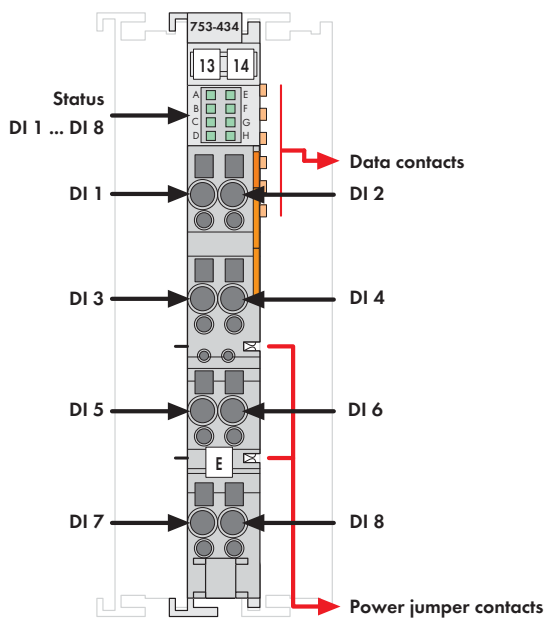 753-434
13 14
A E
B F
C G
D H
Status
DI 1 ... DI 8
Data contacts
DI 1 DI 2
DI 3 DI 4
DI 5 DI 6
E
DI 7 DI 8
Power jumper contacts